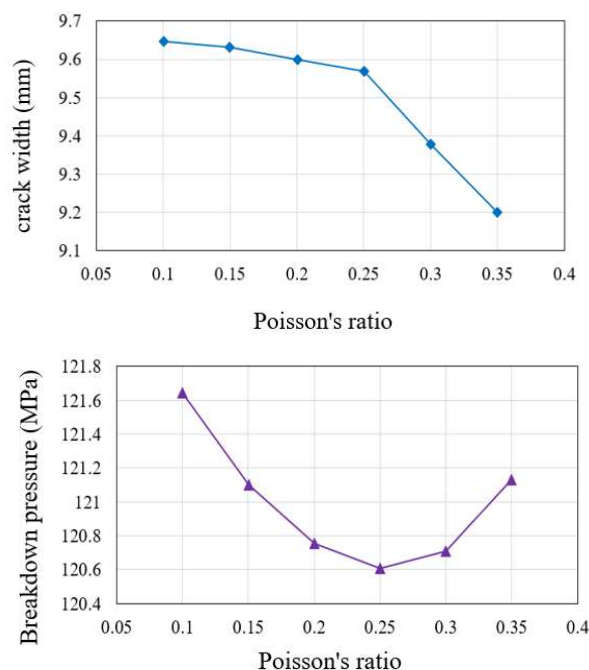 9.7
9.6
9.5
9.4
9.3
9.2
9.1
crack width (mm)
0.05 0.1 0.15 0.2 0.25 0.3 0.35 0.4
Poisson's ratio
121.8
121.6
121.4
121.2
121
120.8
120.6
120.4
Breakdown pressure (MPa)
0.05 0.1 0.15 0.2 0.25 0.3 0.35 0.4
Poisson's ratio